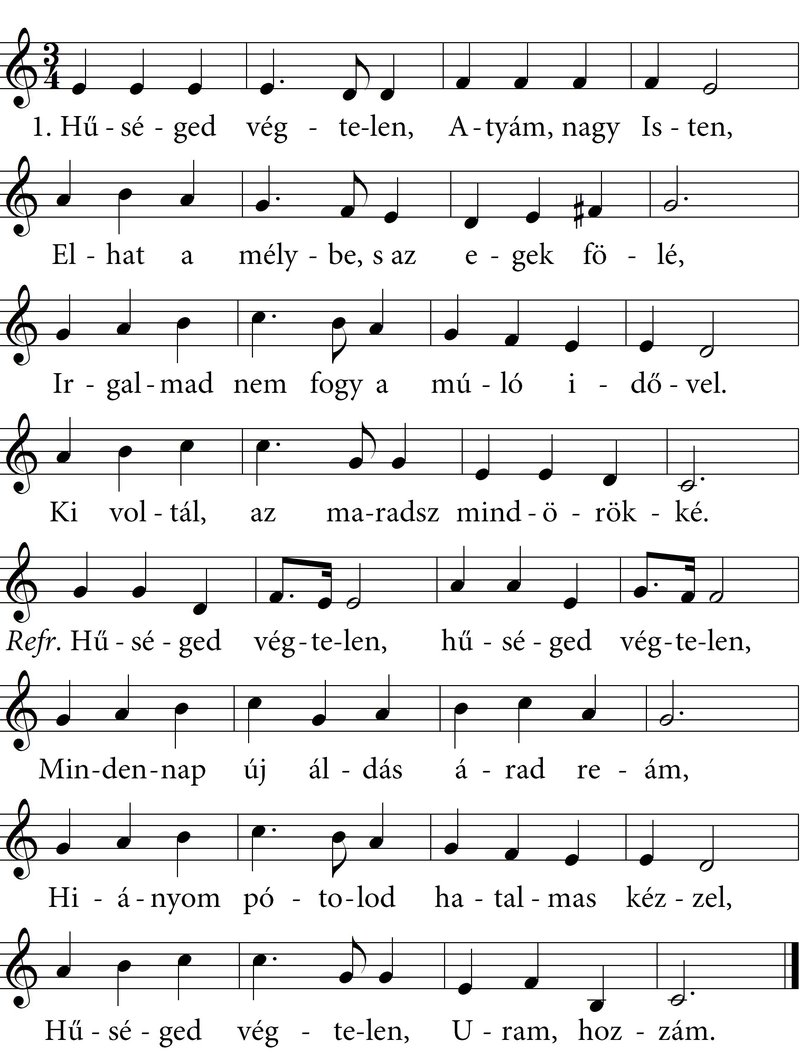 3
4
1. Hű - sé - ged vég - te-len, A - tyám, nagy Is - ten,
El - hat a mély - be, s az e - gek fö - lé,
Ir - gal - mad nem fogy a mú - ló i - dő - vel.
Ki vol - tál, az ma-radsz mind - ö - rök - ké.
Refr. Hű - sé - ged vég - te-len, hű - sé - ged vég-te-len,
Min-den-nap új ál - dás á - rad re - ám,
Hi - á - nyom pó - to-lod ha - tal - mas kéz - zel,
Hű - sé - ged vég - te-len, U - ram, hoz - zám.